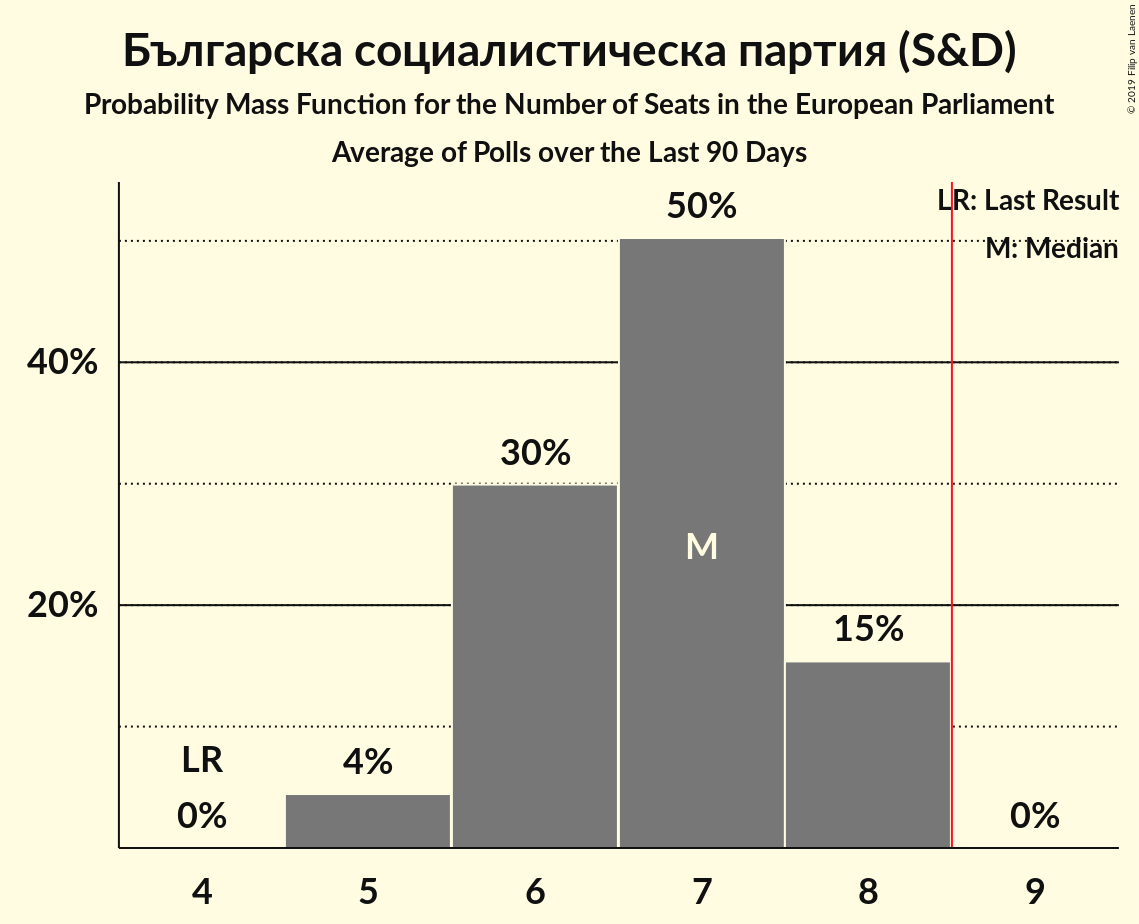 Българска социалистическа партия (S&D)
Probability Mass Function for the Number of Seats in the European Parliament
Average of Polls over the Last 90 Days
© 2019 Filip van Laenen
LR: Last Result
M: Median
50%
40%
30%
M
20%
15%
LR
4%
0%
0%
4 5 6 7 8 9